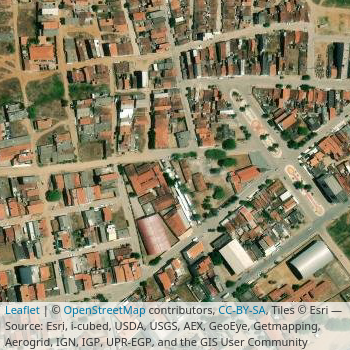 Leaflet | © OpenStreetMap contributors, CC-BY-SA, Tiles © Esri —
Source: Esri, i-cubed, USDA, USGS, AEX, GeoEye, Getmapping,
Aerogrid, IGN, IGP, UPR-EGP, and the GIS User Community